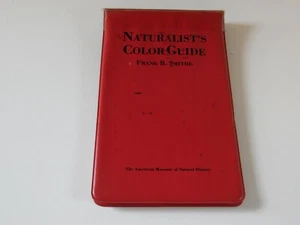 NATURALIST'S
COLOR GUIDE
FRANK B. SMITHE
The American Museum of Natural History